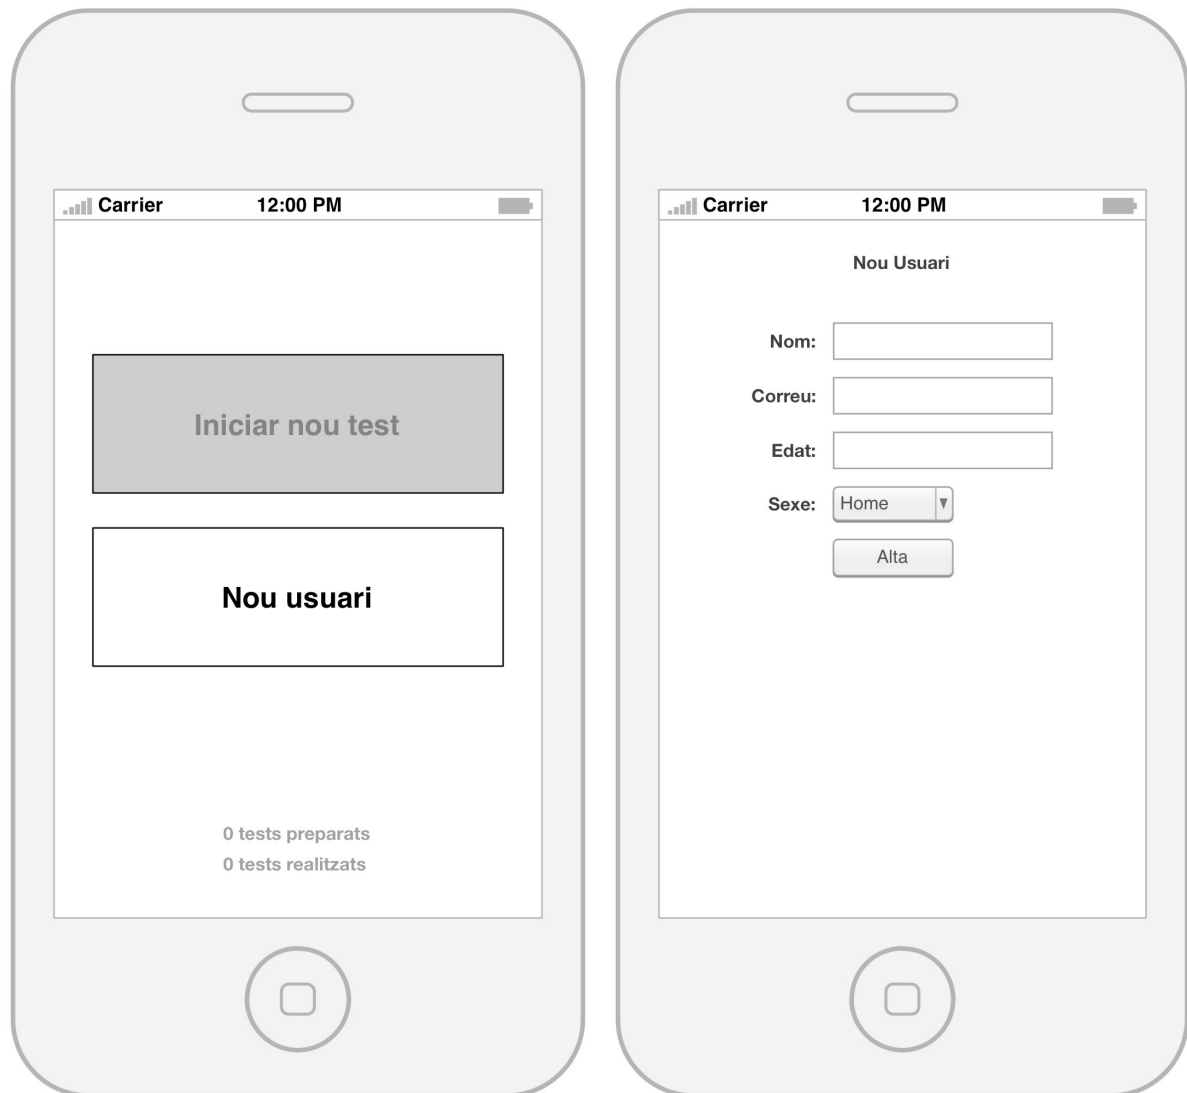 Carrier 12:00 PM
Iniciar nou test
Nou usuari
0 tests preparats
0 tests realitzats
Carrier 12:00 PM
Nou Usuari
Nom:
Correu:
Edat:
Sexe: Home
Alta